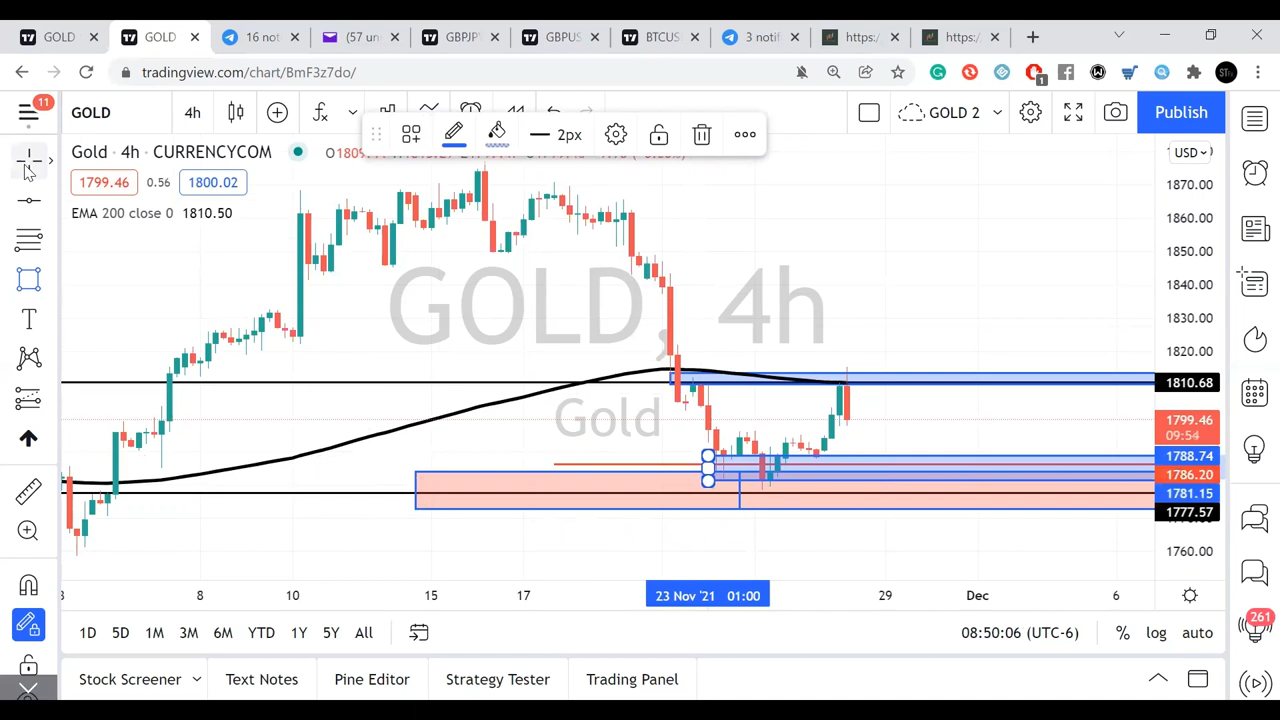 GOLD GOLD 16 not (57 un GBPJP GBPUS BTCUS 3 notif https:/ https:/
tradingview.com/chart/BmF3z7do/
11 GOLD 4h GOLD 2 Publish
2px
Gold · 4h · CURRENCYCOM
USD
1799.46 0.56 1800.02
EMA 200 close 0 1810.50
1870.00
1860.00
1850.00
1840.00
1830.00
1820.00
1810.68
1799.46
09:54
1788.74
1786.20
1781.15
1777.57
1760.00
GOLD, 4h
Gold
8 10 15 17 23 Nov '21 01:00 29 Dec 6
1D 5D 1M 3M 6M YTD 1Y 5Y All 08:50:06 (UTC-6) % log auto
261
Stock Screener Text Notes Pine Editor Strategy Tester Trading Panel